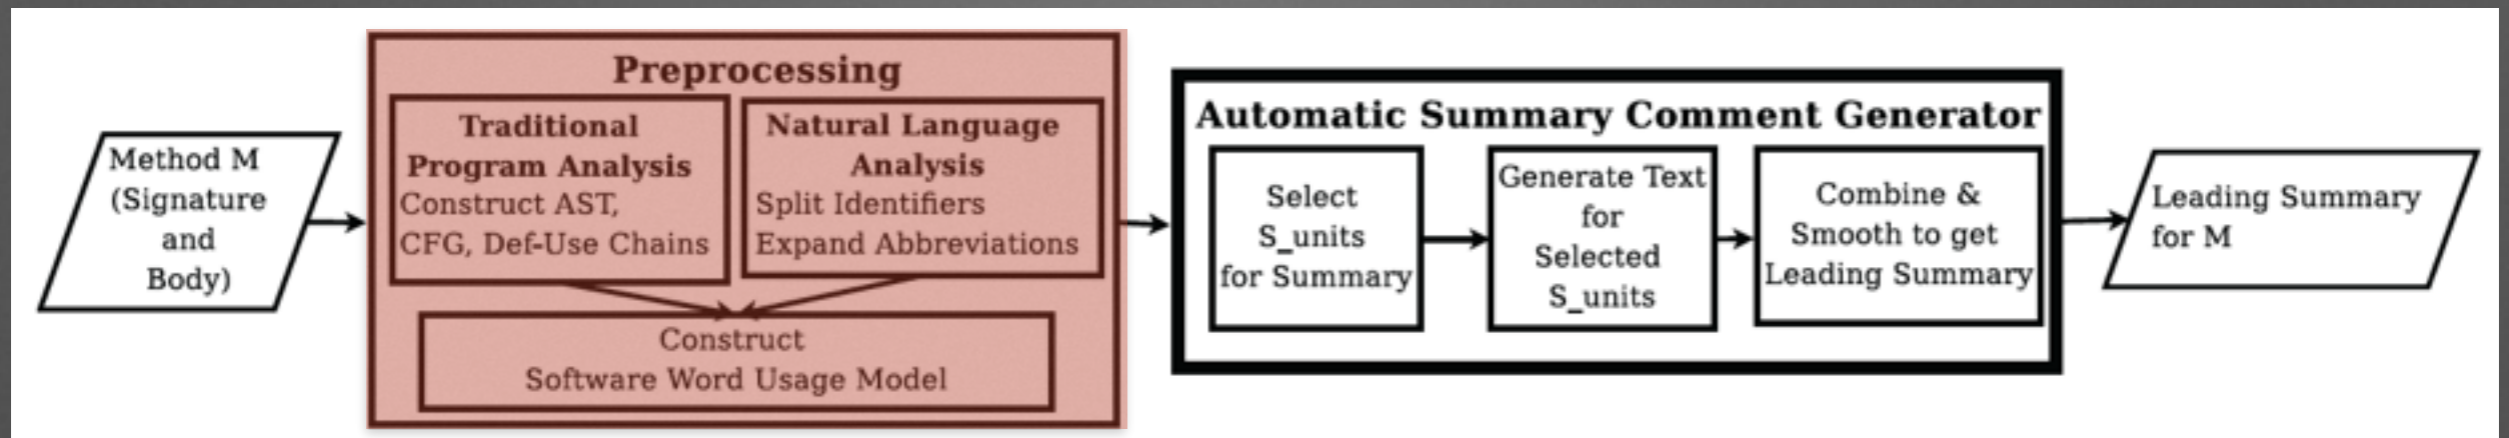 Method M
(Signature
and
Body)
Preprocessing
Traditional
Program Analysis
Construct AST,
CFG, Def-Use Chains
Natural Language
Analysis
Split Identifiers
Expand Abbreviations
Construct
Software Word Usage Model
Automatic Summary Comment Generator
Select
S_units
for Summary
Generate Text
for
Selected
S_units
Combine &
Smooth to get
Leading Summary
Leading Summary
for M